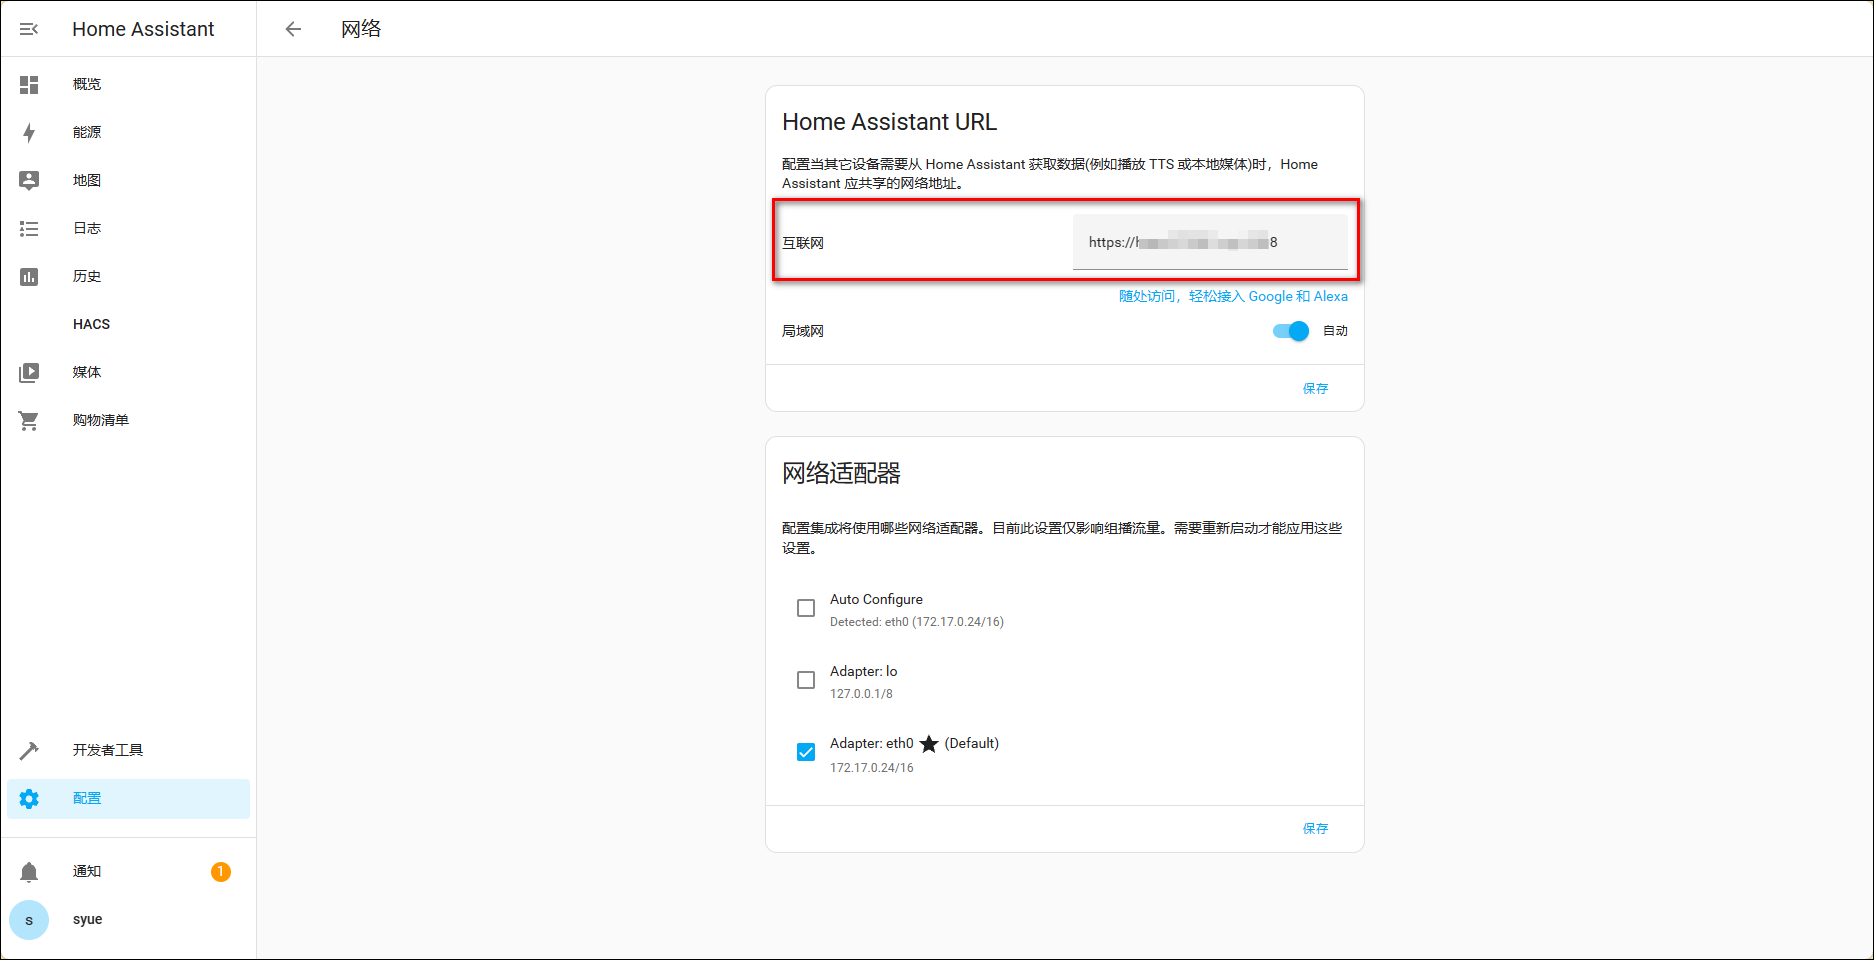 Home Assistant
网络
概览
能源
地图
日志
历史
HACS
媒体
购物清单
开发者工具
配置
通知
1
s
syue
Home Assistant URL
配置当其它设备需要从 Home Assistant 获取数据(例如播放 TTS 或本地媒体)时，Home
Assistant 应共享的网络地址。
互联网
https://h 8
随处访问，轻松接入 Google 和 Alexa
局域网
自动
保存
网络适配器
配置集成将使用哪些网络适配器。目前此设置仅影响组播流量。需要重新启动才能应用这些
设置。
Auto Configure
Detected: eth0 (172.17.0.24/16)
Adapter: lo
127.0.0.1/8
Adapter: eth0 ★ (Default)
172.17.0.24/16
保存